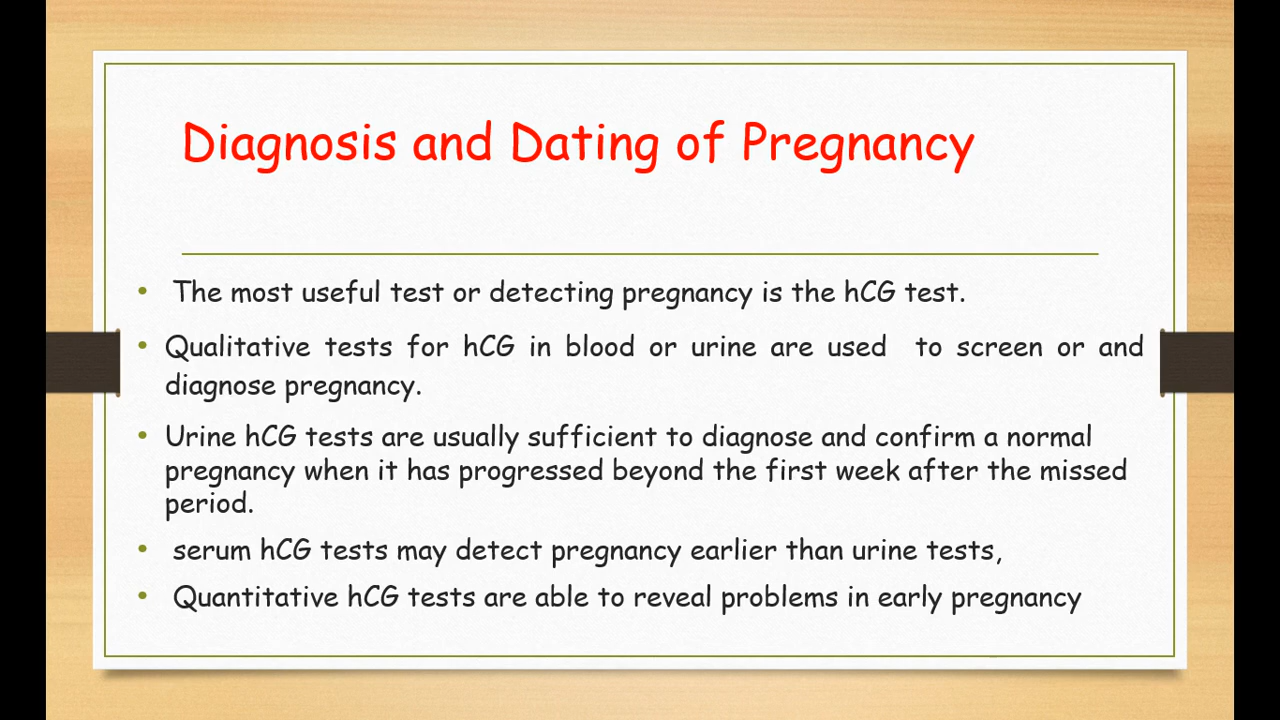 Diagnosis and Dating of Pregnancy
• The most useful test or detecting pregnancy is the hCG test.
• Qualitative tests for hCG in blood or urine are used to screen or and
diagnose pregnancy.
• Urine hCG tests are usually sufficient to diagnose and confirm a normal
pregnancy when it has progressed beyond the first week after the missed
period.
• serum hCG tests may detect pregnancy earlier than urine tests,
• Quantitative hCG tests are able to reveal problems in early pregnancy